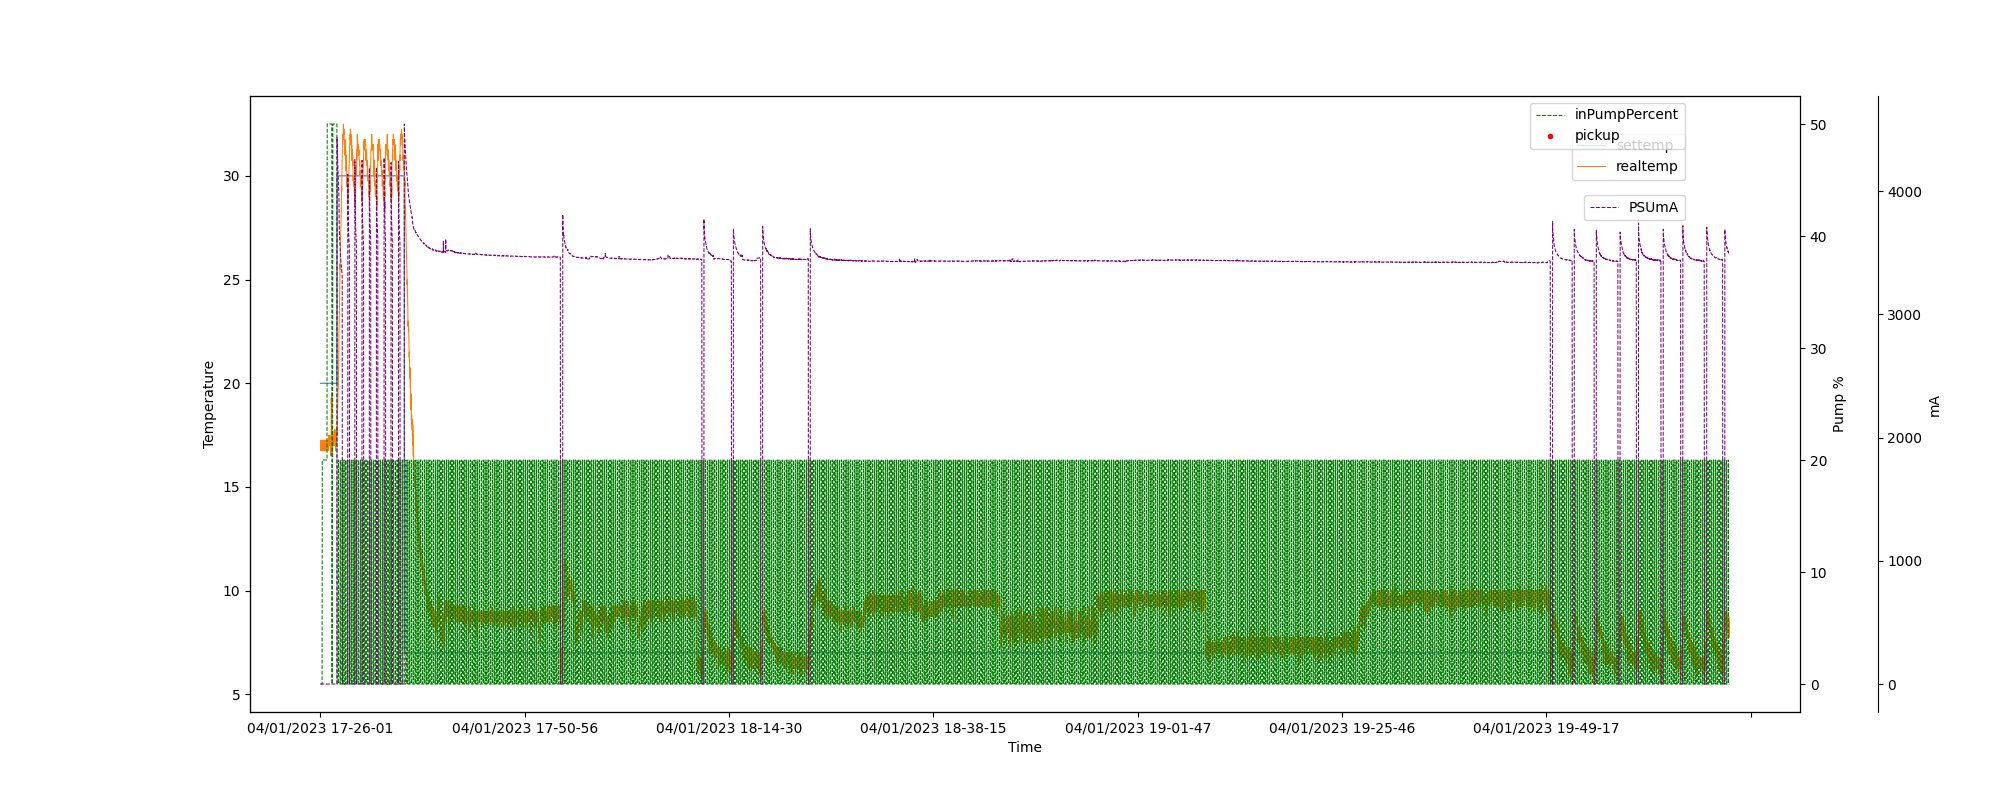 inPumpPercent
pickup
settemp
realtemp
PSUmA
30
25
20
15
10
5
Temperature
50
40
30
20
10
0
Pump %
4000
3000
2000
1000
0
mA
04/01/2023 17-26-01
04/01/2023 17-50-56
04/01/2023 18-14-30
04/01/2023 18-38-15
04/01/2023 19-01-47
04/01/2023 19-25-46
04/01/2023 19-49-17
Time